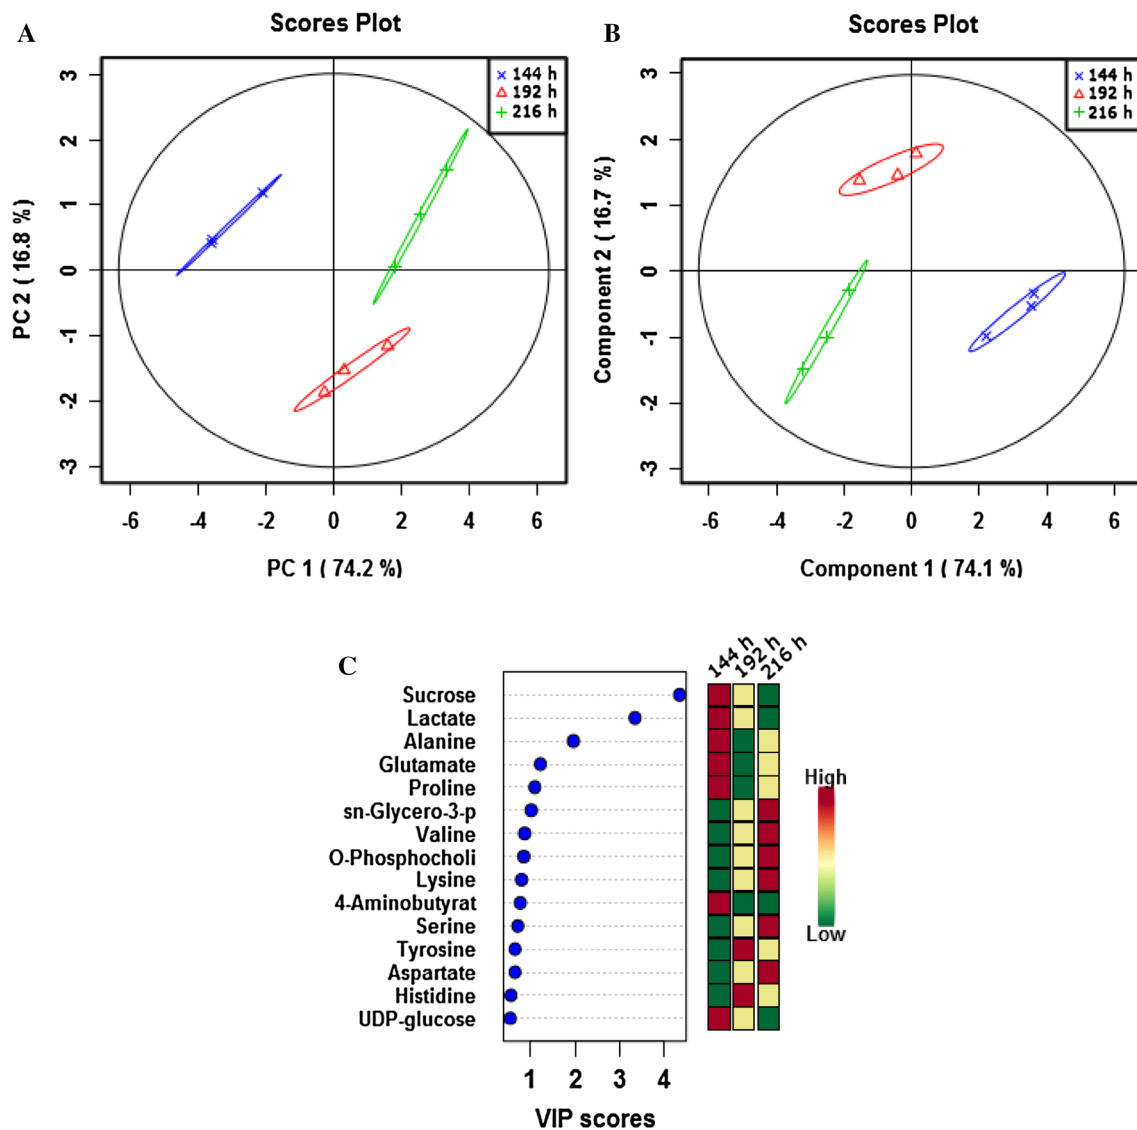 A
Scores Plot
144 h
192 h
216 h
PC 2 ( 16.8 %)
3
2
1
0
-1
-2
-3
-6 -4 -2 0 2 4 6
PC 1 ( 74.2 %)
B
Scores Plot
144 h
192 h
216 h
Component 2 ( 16.7 %)
3
2
1
0
-1
-2
-3
-6 -4 -2 0 2 4 6
Component 1 ( 74.1 %)
C
144 h 192 h 216 h
Sucrose
Lactate
Alanine
Glutamate
Proline
sn-Glycero-3-p
Valine
O-Phosphocholi
Lysine
4-Aminobutyrat
Serine
Tyrosine
Aspartate
Histidine
UDP-glucose
1 2 3 4
VIP scores
High
Low